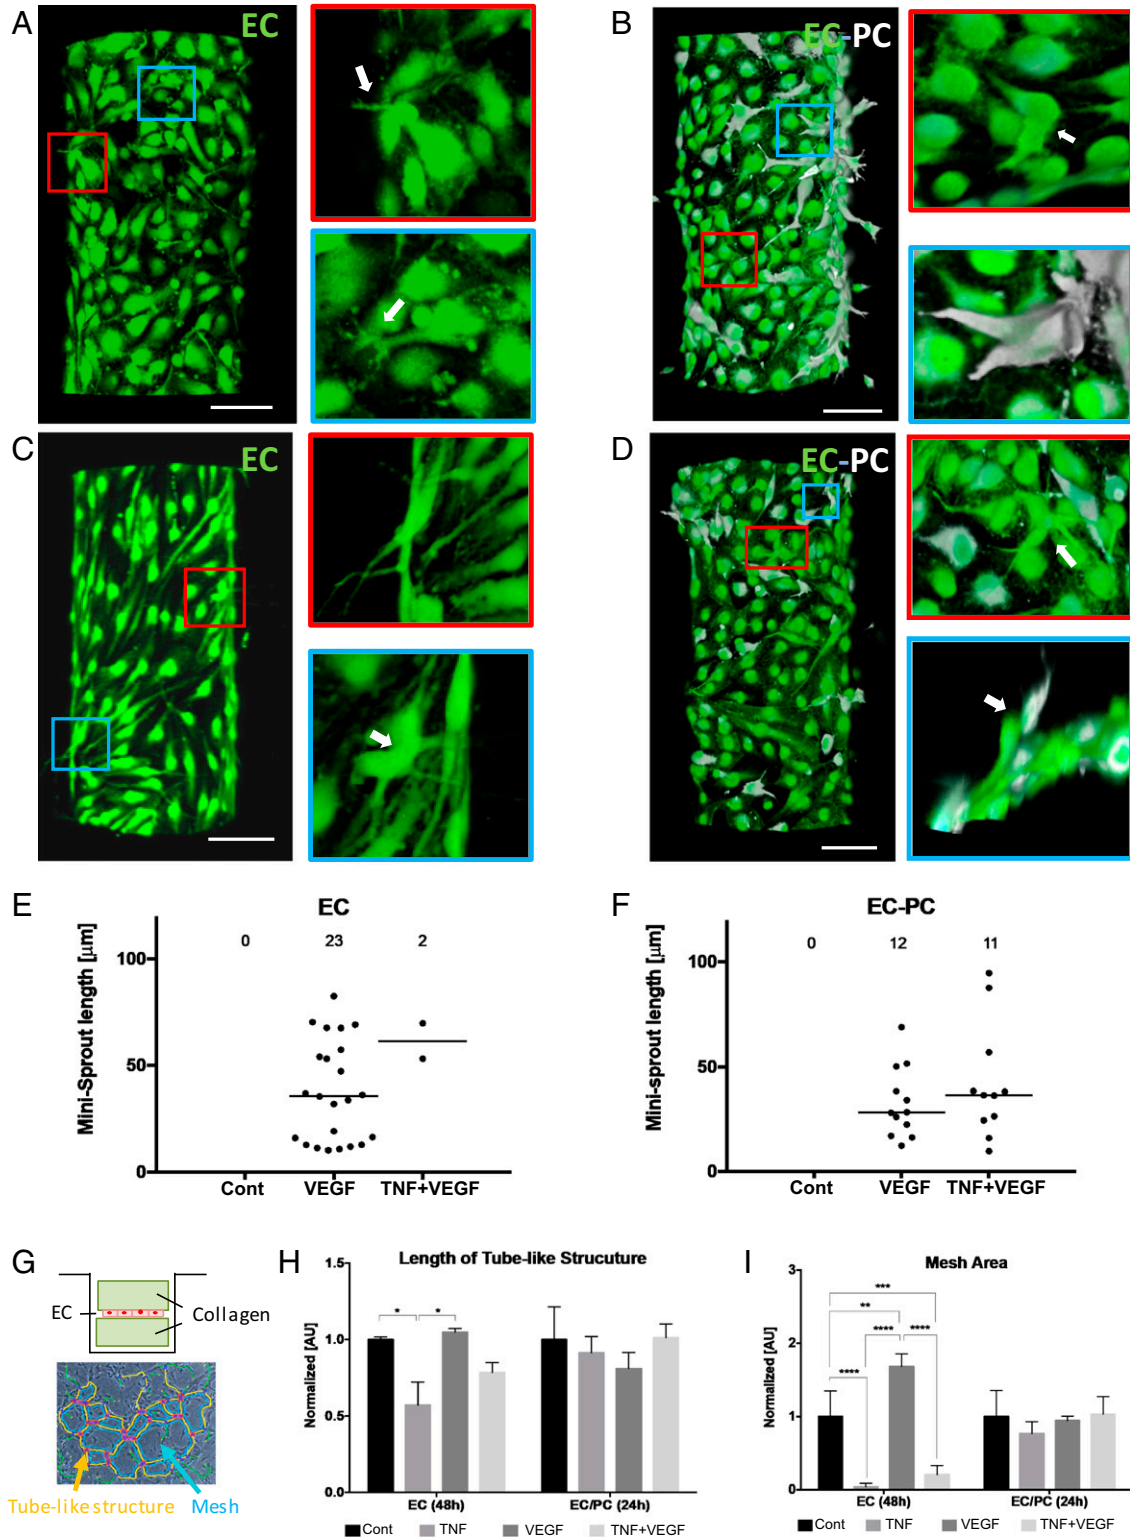 A
EC
B
EC-PC
C
EC
D
EC-PC
E
EC
Mini-Sprout length [µm]
100
50
0
0
23
2
Cont
VEGF
TNF+VEGF
F
EC-PC
Mini-sprout length [µm]
100
50
0
0
12
11
Cont
VEGF
TNF+VEGF
G
EC
Collagen
Tube-like structure
Mesh
H
Length of Tube-like Strucuture
Normalized [AU]
1.5
1.0
0.5
0.0
*
*
EC (48h)
EC/PC (24h)
Cont
TNF
VEGF
TNF+VEGF
I
Mesh Area
Normalized [AU]
3
2
1
0
***
**
****
****
****
EC (48h)
EC/PC (24h)
Cont
TNF
VEGF
TNF+VEGF